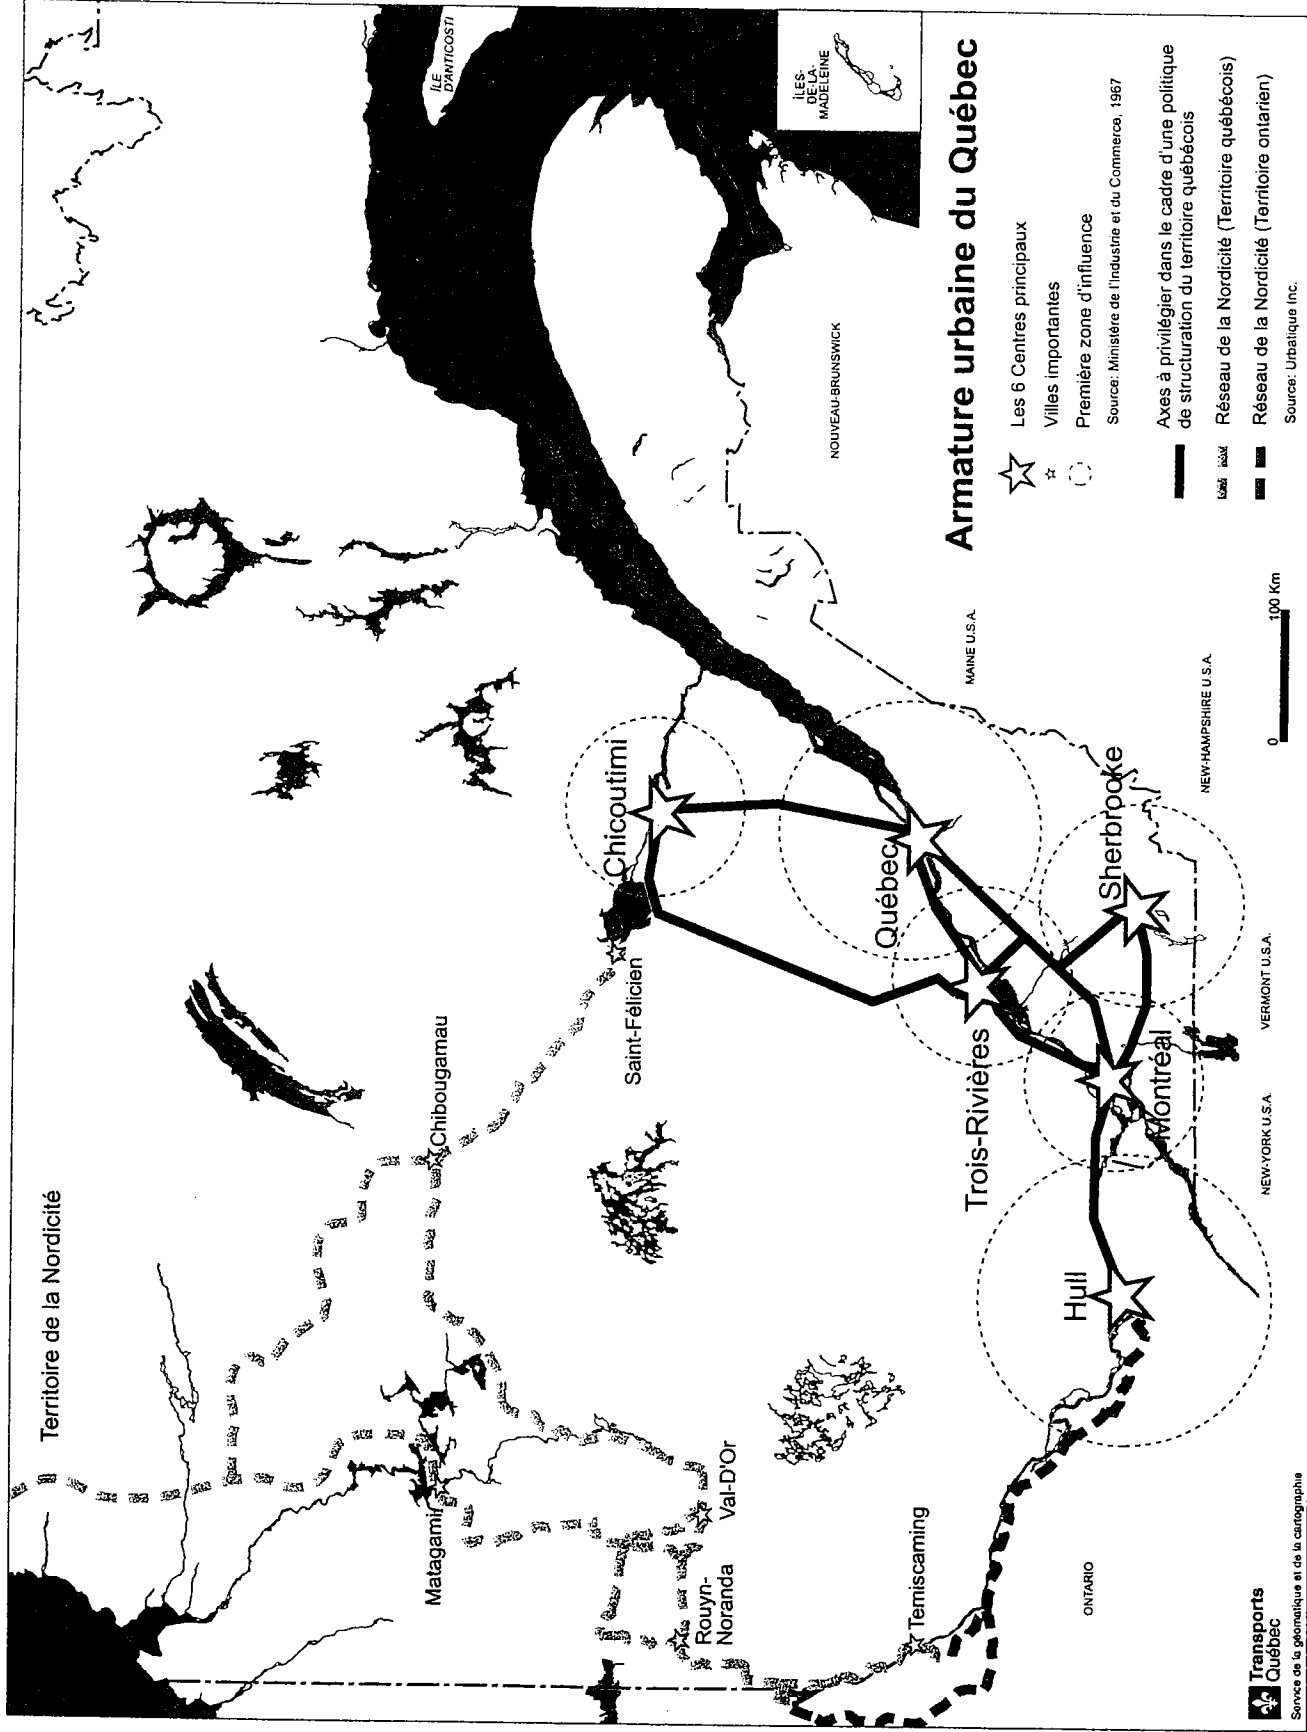 Territoire de la Nordicité
ÎLE
D'ANTICOSTI
ÎLES-
DE-LA-
MADELEINE
Chibougamau
Saint-Félicien
Chicoutimi
Matagami
Rouyn-
Noranda
Val-D'Or
Temiscaming
Québec
Trois-Rivières
Sherbrooke
Montréal
Hull
NOUVEAU-BRUNSWICK
MAINE U.S.A.
NEW-HAMPSHIRE U.S.A.
VERMONT U.S.A.
NEW-YORK U.S.A.
ONTARIO
Armature urbaine du Québec
Les 6 Centres principaux
Villes importantes
Première zone d'influence
Source: Ministère de l'Industrie et du Commerce, 1967
Axes à privilégier dans le cadre d'une politique
de structuration du territoire québécois
Réseau de la Nordicité (Territoire québécois)
Réseau de la Nordicité (Territoire ontarien)
Source: Urbatique Inc.
0 100 Km
Transports
Québec
Service de la géomatique et de la cartographie